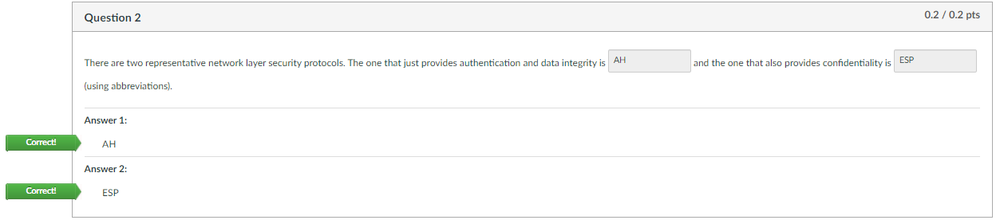 Question 2
0.2 / 0.2 pts
There are two representative network layer security protocols. The one that just provides authentication and data integrity is AH and the one that also provides confidentiality is ESP
(using abbreviations).
Answer 1:
Correct! AH
Answer 2:
Correct! ESP